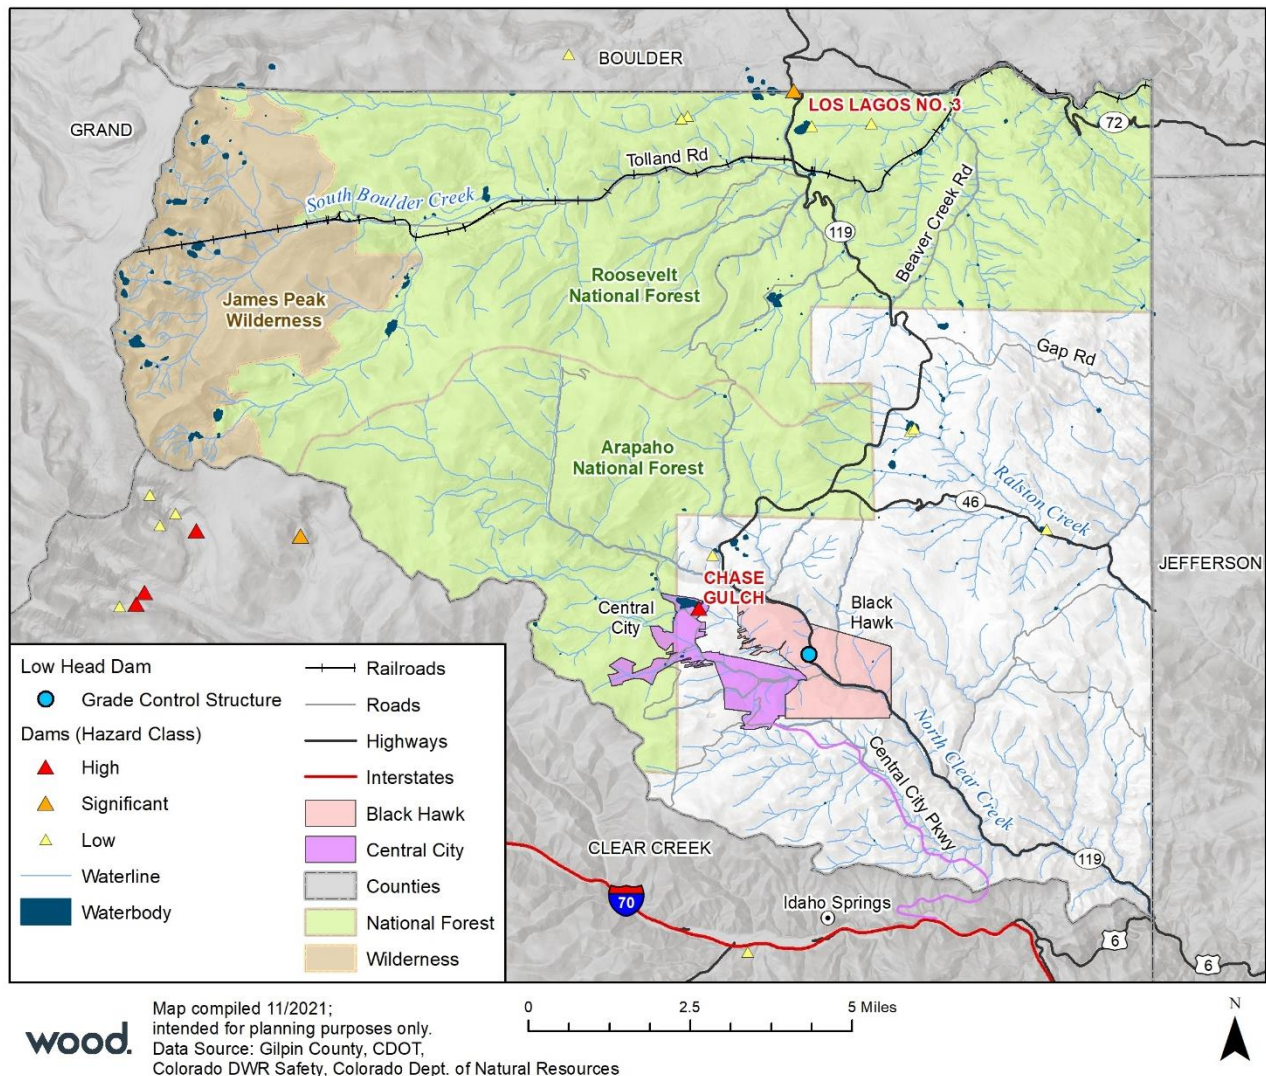 BOULDER
GRAND
LOS LAGOS NO. 3
72
Tolland Rd
South Boulder Creek
Beaver Creek Rd
119
Roosevelt
National Forest
James Peak
Wilderness
Gap Rd
Arapaho
National Forest
Ralston Creek
46
JEFFERSON
CHASE
GULCH
Central
City
Black
Hawk
North Clear Creek
Central City Pkwy
CLEAR CREEK
119
70
Idaho Springs
6
6
Low Head Dam
Grade Control Structure
Dams (Hazard Class)
High
Significant
Low
Waterline
Waterbody
Railroads
Roads
Highways
Interstates
Black Hawk
Central City
Counties
National Forest
Wilderness
wood.
Map compiled 11/2021;
intended for planning purposes only.
Data Source: Gilpin County, CDOT,
Colorado DWR Safety, Colorado Dept. of Natural Resources
0 2.5 5 Miles
N